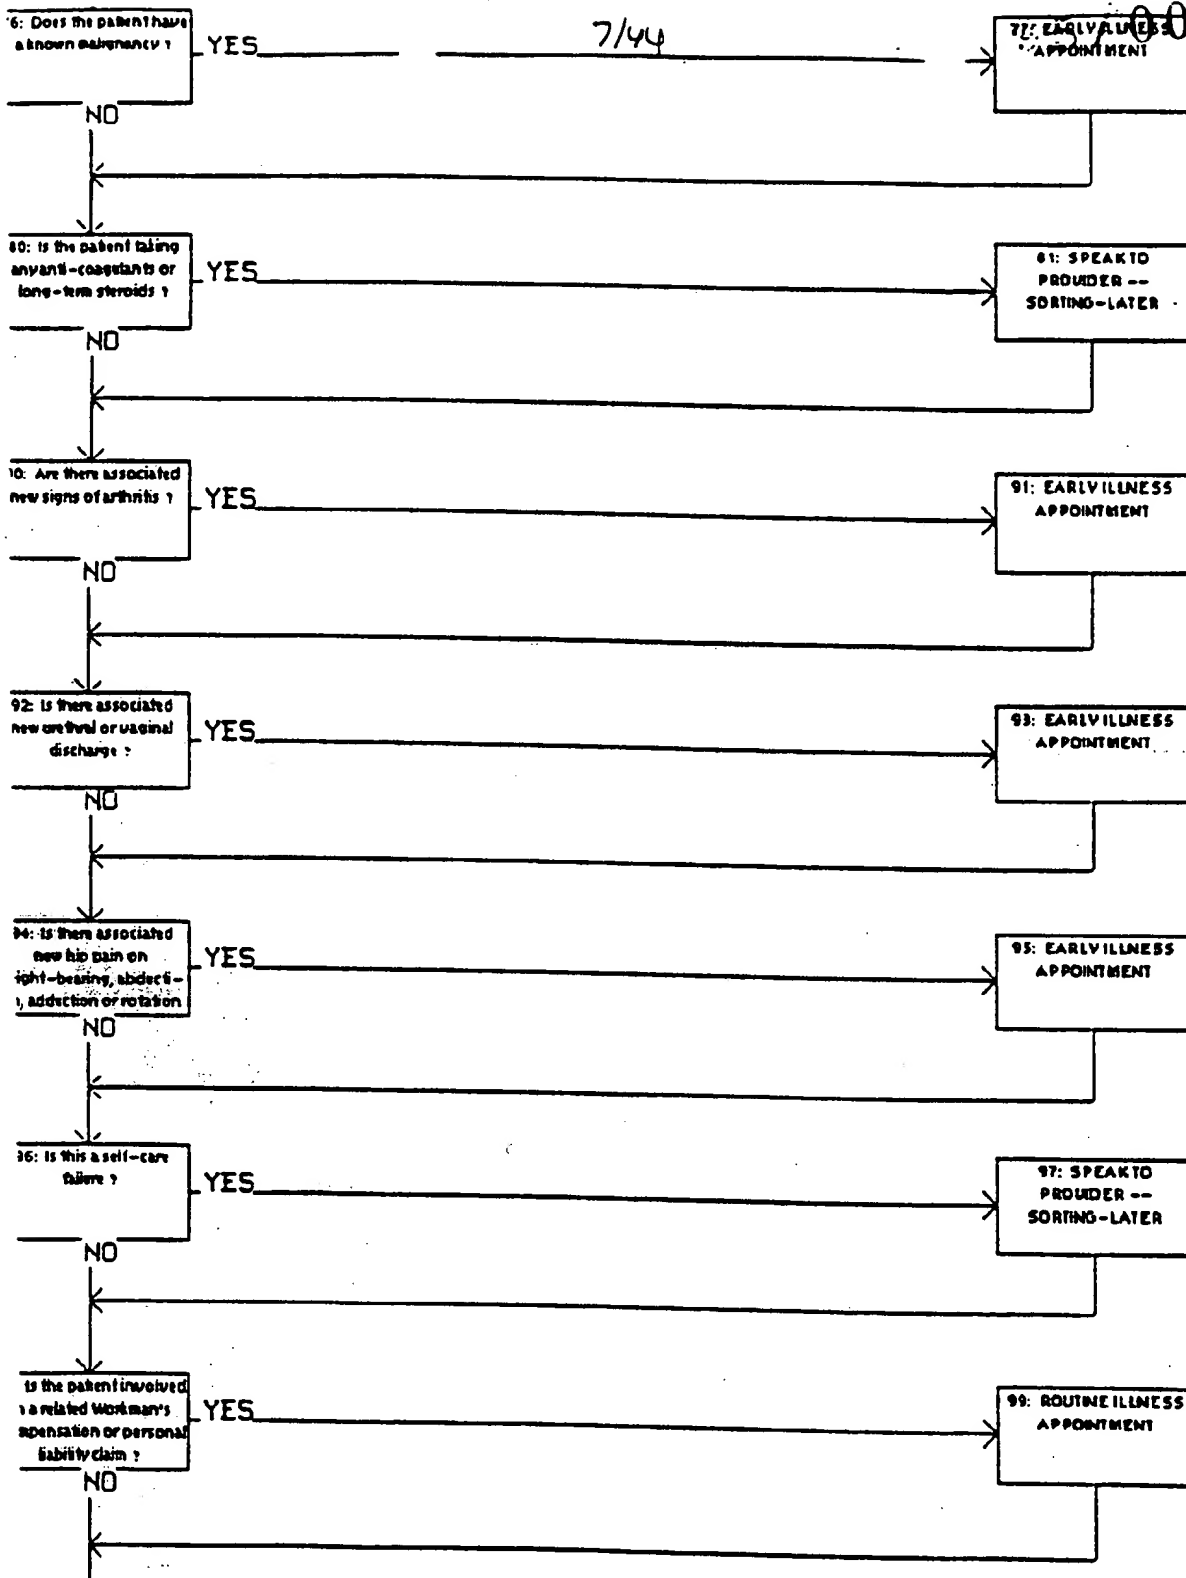 6: Does the patient have
a known malignancy ?
YES
7/44
77: EARLY ILLNESS
APPOINTMENT
NO
80: Is the patient taking
any anti-coagulants or
long-term steroids ?
YES
81: SPEAK TO
PROVIDER --
SORTING-LATER
NO
90: Are there associated
new signs of arthritis ?
YES
91: EARLY ILLNESS
APPOINTMENT
NO
92: Is there associated
new urethral or vaginal
discharge ?
YES
93: EARLY ILLNESS
APPOINTMENT
NO
94: Is there associated
new hip pain on
ight-bearing, abducti-
, adduction or rotation
YES
95: EARLY ILLNESS
APPOINTMENT
NO
96: Is this a self-care
failure ?
YES
97: SPEAK TO
PROVIDER --
SORTING-LATER
NO
Is the patient involved
a related Workman's
mpensation or personal
liability claim ?
YES
99: ROUTINE ILLNESS
APPOINTMENT
NO